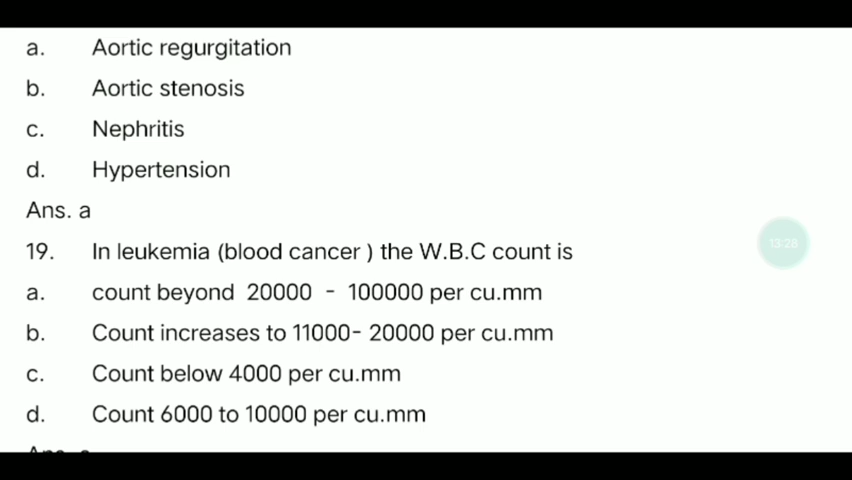 a. Aortic regurgitation
b. Aortic stenosis
c. Nephritis
d. Hypertension
Ans. a
19. In leukemia (blood cancer ) the W.B.C count is
13:28
a. count beyond 20000 - 100000 per cu.mm
b. Count increases to 11000- 20000 per cu.mm
c. Count below 4000 per cu.mm
d. Count 6000 to 10000 per cu.mm